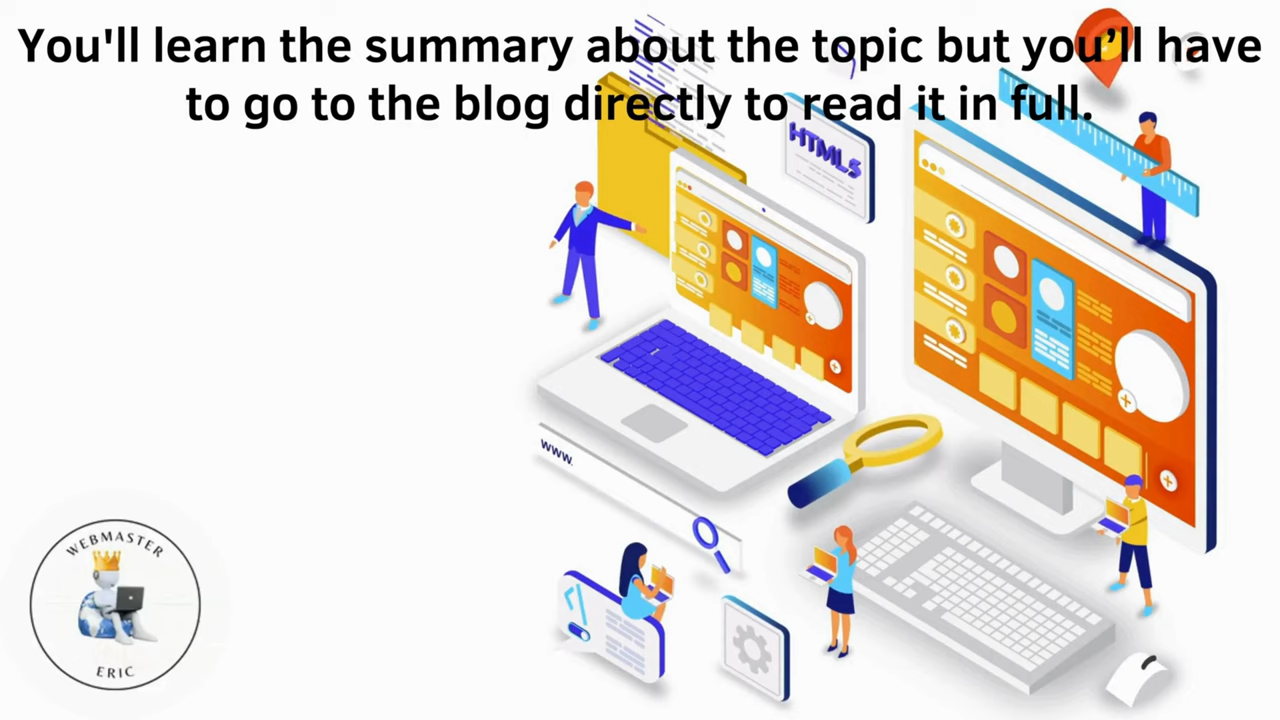 You'll learn the summary about the topic but you’ll have
to go to the blog directly to read it in full.
HTML5
www.
WEBMASTER
ERIC